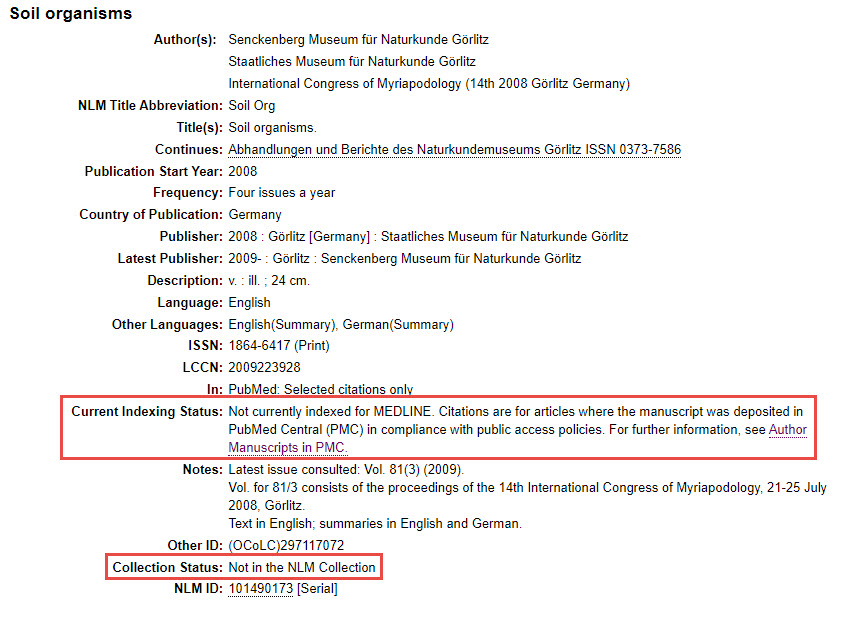 Soil organisms
Author(s): Senckenberg Museum für Naturkunde Görlitz
Staatliches Museum für Naturkunde Görlitz
International Congress of Myriapodology (14th 2008 Görlitz Germany)
NLM Title Abbreviation: Soil Org
Title(s): Soil organisms.
Continues: Abhandlungen und Berichte des Naturkundemuseums Görlitz ISSN 0373-7586
Publication Start Year: 2008
Frequency: Four issues a year
Country of Publication: Germany
Publisher: 2008 : Görlitz [Germany] : Staatliches Museum für Naturkunde Görlitz
Latest Publisher: 2009- : Görlitz : Senckenberg Museum für Naturkunde Görlitz
Description: v. : ill. ; 24 cm.
Language: English
Other Languages: English(Summary), German(Summary)
ISSN: 1864-6417 (Print)
LCCN: 2009223928
In: PubMed: Selected citations only
Current Indexing Status: Not currently indexed for MEDLINE. Citations are for articles where the manuscript was deposited in
PubMed Central (PMC) in compliance with public access policies. For further information, see Author
Manuscripts in PMC.
Notes: Latest issue consulted: Vol. 81(3) (2009).
Vol. for 81/3 consists of the proceedings of the 14th International Congress of Myriapodology, 21-25 July
2008, Görlitz.
Text in English; summaries in English and German.
Other ID: (OCoLC)297117072
Collection Status: Not in the NLM Collection
NLM ID: 101490173 [Serial]